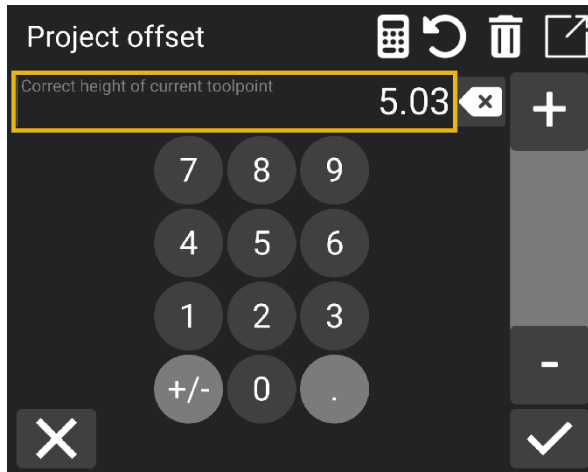 Project offset
Correct height of current toolpoint
5.03
+
7 8 9
4 5 6
1 2 3
+/- 0 .
-